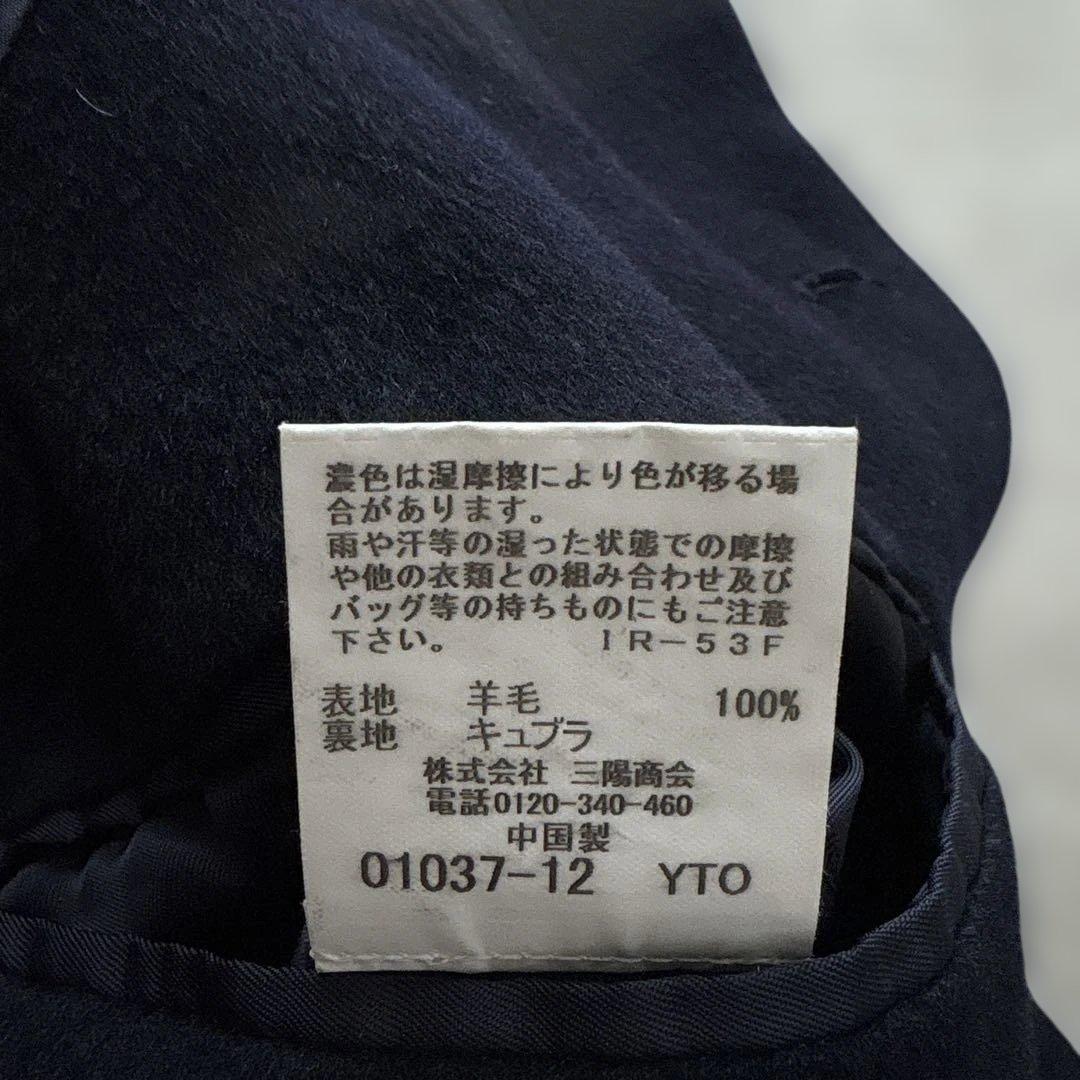 濃色は湿摩擦により色が移る場
合があります。
雨や汗等の湿った状態での摩擦
や他の衣類との組み合わせ及び
バッグ等の持ちものにもご注意
下さい。 IR-53F
表地 羊毛 100%
裏地 キュプラ
株式会社 三陽商会
電話0120-340-460
中国製
01037-12 YTO